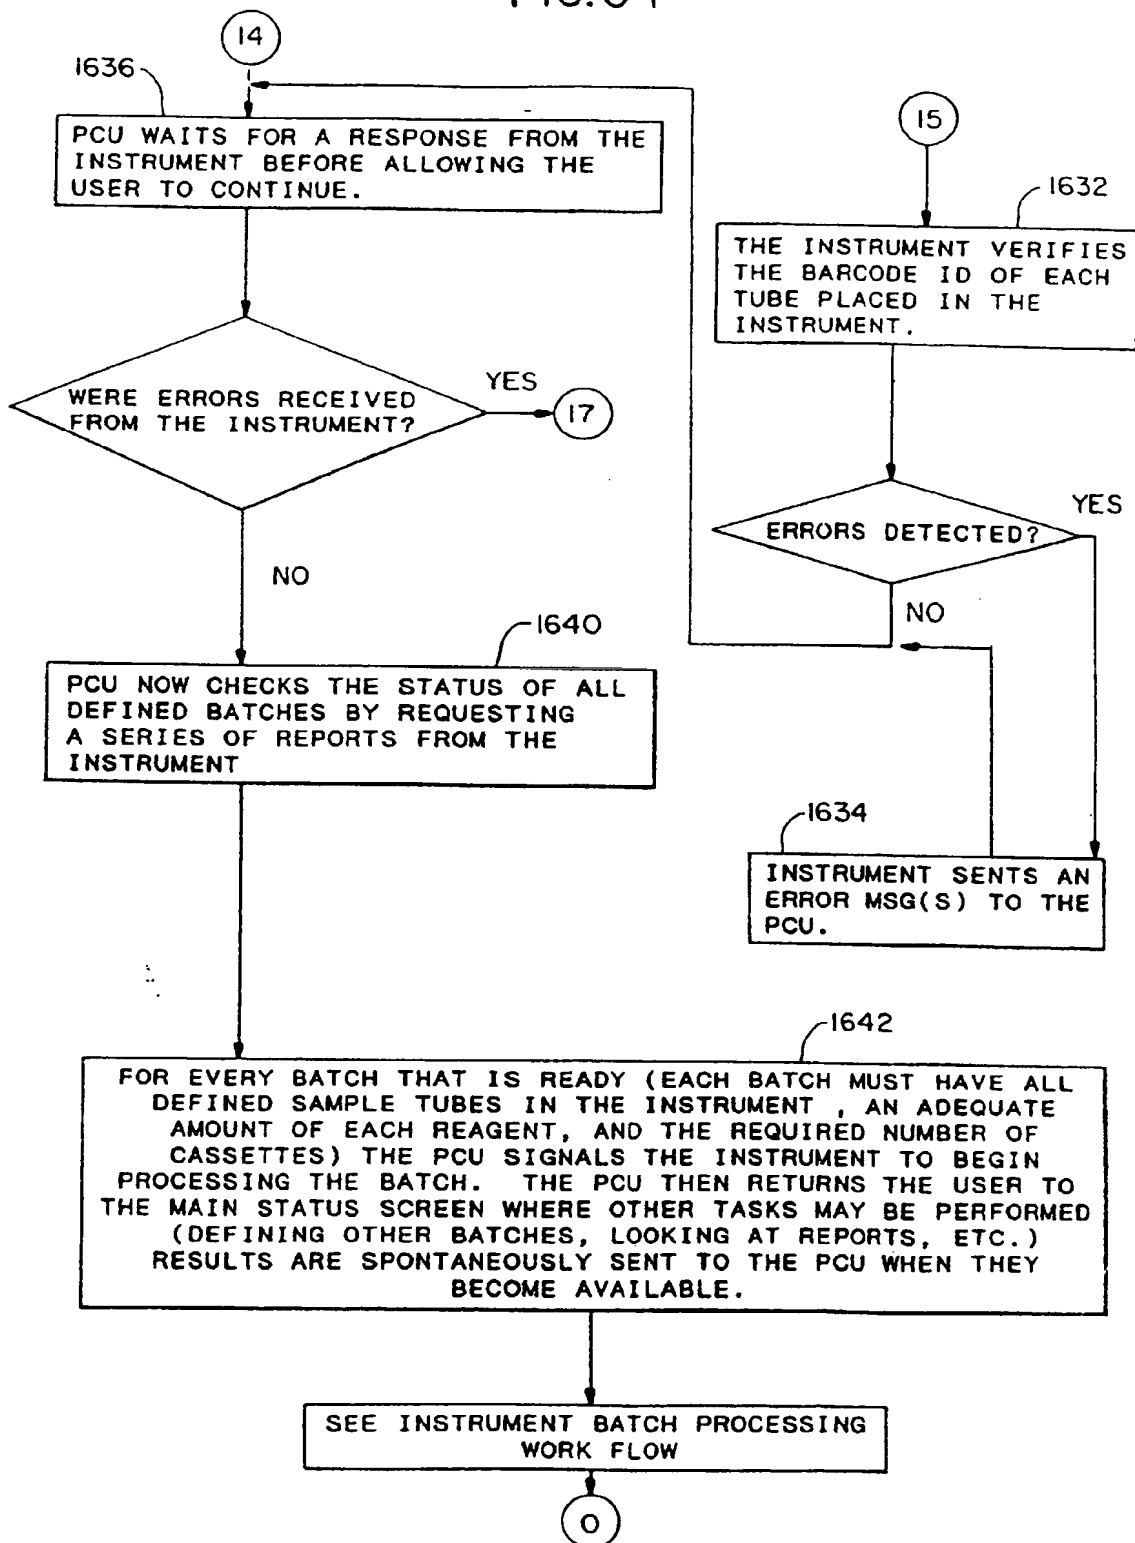 14
1636
PCU WAITS FOR A RESPONSE FROM THE
INSTRUMENT BEFORE ALLOWING THE
USER TO CONTINUE.
WERE ERRORS RECEIVED
FROM THE INSTRUMENT?
YES
17
NO
1640
PCU NOW CHECKS THE STATUS OF ALL
DEFINED BATCHES BY REQUESTING
A SERIES OF REPORTS FROM THE
INSTRUMENT
15
1632
THE INSTRUMENT VERIFIES
THE BARCODE ID OF EACH
TUBE PLACED IN THE
INSTRUMENT.
ERRORS DETECTED?
YES
NO
1634
INSTRUMENT SENTS AN
ERROR MSG(S) TO THE
PCU.
1642
FOR EVERY BATCH THAT IS READY (EACH BATCH MUST HAVE ALL
DEFINED SAMPLE TUBES IN THE INSTRUMENT , AN ADEQUATE
AMOUNT OF EACH REAGENT, AND THE REQUIRED NUMBER OF
CASSETTES) THE PCU SIGNALS THE INSTRUMENT TO BEGIN
PROCESSING THE BATCH. THE PCU THEN RETURNS THE USER TO
THE MAIN STATUS SCREEN WHERE OTHER TASKS MAY BE PERFORMED
(DEFINING OTHER BATCHES, LOOKING AT REPORTS, ETC.)
RESULTS ARE SPONTANEOUSLY SENT TO THE PCU WHEN THEY
BECOME AVAILABLE.
SEE INSTRUMENT BATCH PROCESSING
WORK FLOW
O